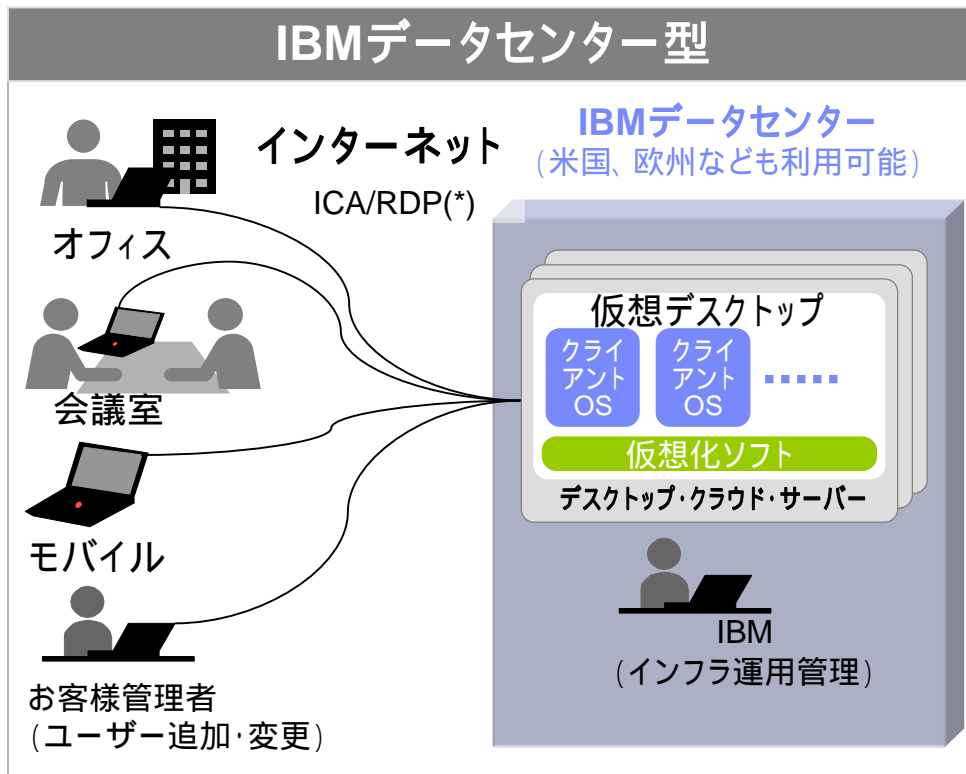 IBMデータセンター型
インターネット
ICA/RDP(*)
IBMデータセンター
(米国、欧州なども利用可能)
オフィス
会議室
モバイル
お客様管理者
(ユーザー追加･変更)
仮想デスクトップ
クライ
アント
OS
クライ
アント
OS
仮想化ソフト
デスクトップ･クラウド･サーバー
IBM
(インフラ運用管理)